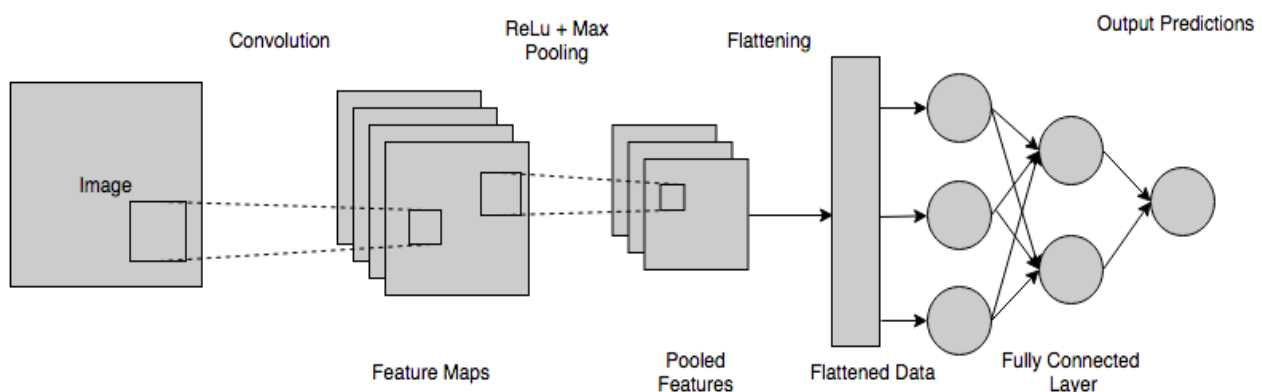 Convolution
ReLu + Max
Pooling
Flattening
Output Predictions
Image
Feature Maps
Pooled
Features
Flattened Data
Fully Connected
Layer